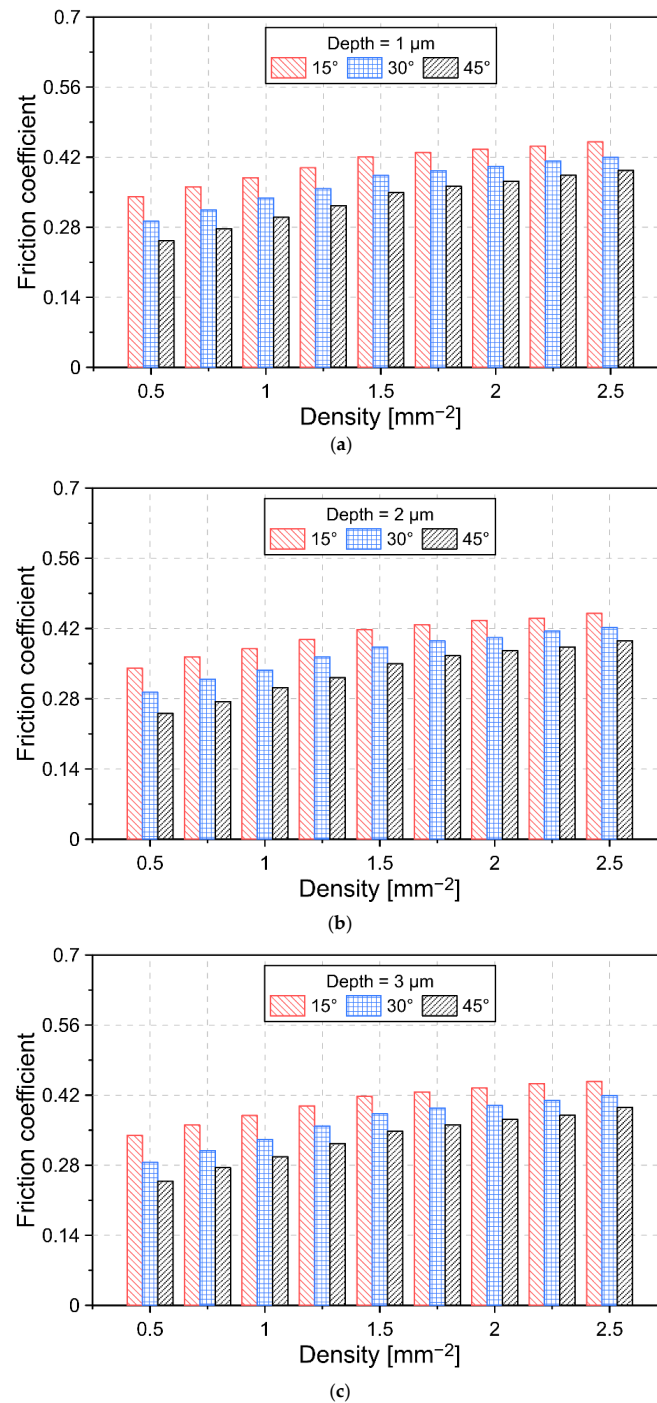 0.7
Depth = 1 µm
15° 30° 45°
0.56
0.42
0.28
0.14
0
Friction coefficient
0.5 1 1.5 2 2.5
Density [mm⁻²]
(a)
0.7
Depth = 2 µm
15° 30° 45°
0.56
0.42
0.28
0.14
0
Friction coefficient
0.5 1 1.5 2 2.5
Density [mm⁻²]
(b)
0.7
Depth = 3 µm
15° 30° 45°
0.56
0.42
0.28
0.14
0
Friction coefficient
0.5 1 1.5 2 2.5
Density [mm⁻²]
(c)